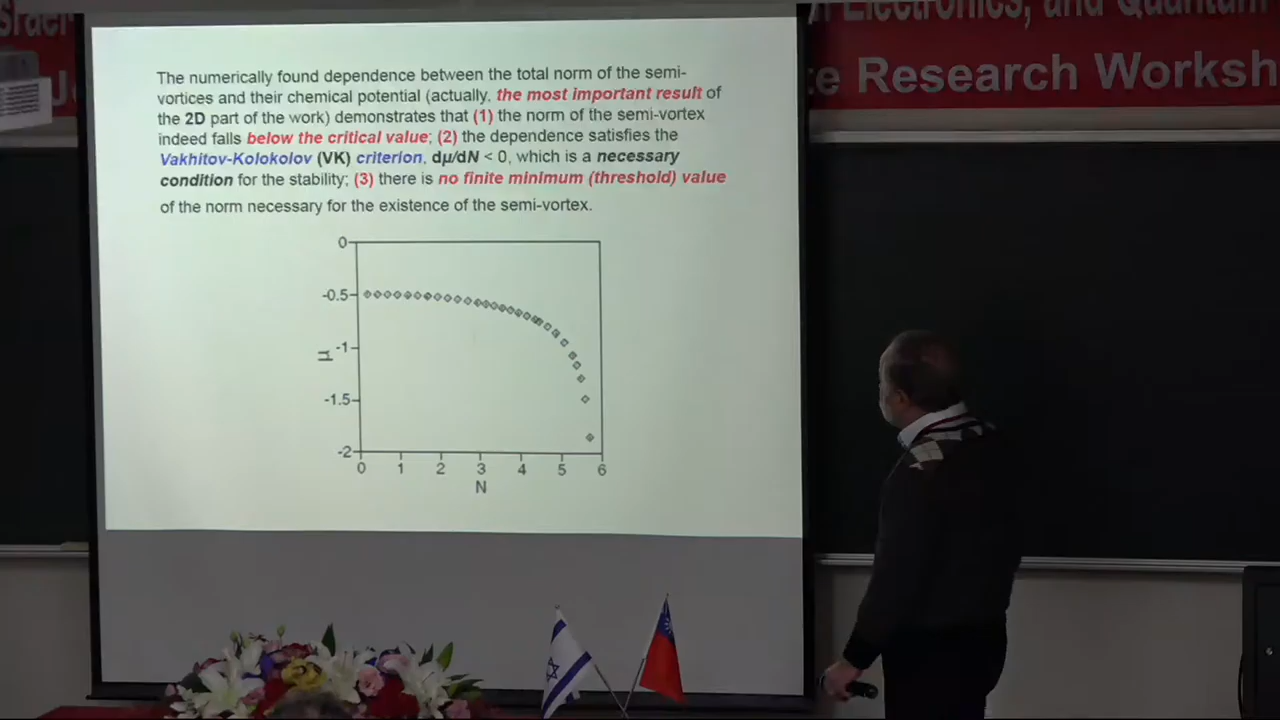 Electronics, and Quantum
Research Worksh
The numerically found dependence between the total norm of the semi-
vortices and their chemical potential (actually, the most important result of
the 2D part of the work) demonstrates that (1) the norm of the semi-vortex
indeed falls below the critical value; (2) the dependence satisfies the
Vakhitov-Kolokolov (VK) criterion, dμ/dN < 0, which is a necessary
condition for the stability; (3) there is no finite minimum (threshold) value
of the norm necessary for the existence of the semi-vortex.
0
-0.5
-1
-1.5
-2
μ
0 1 2 3 4 5 6
N